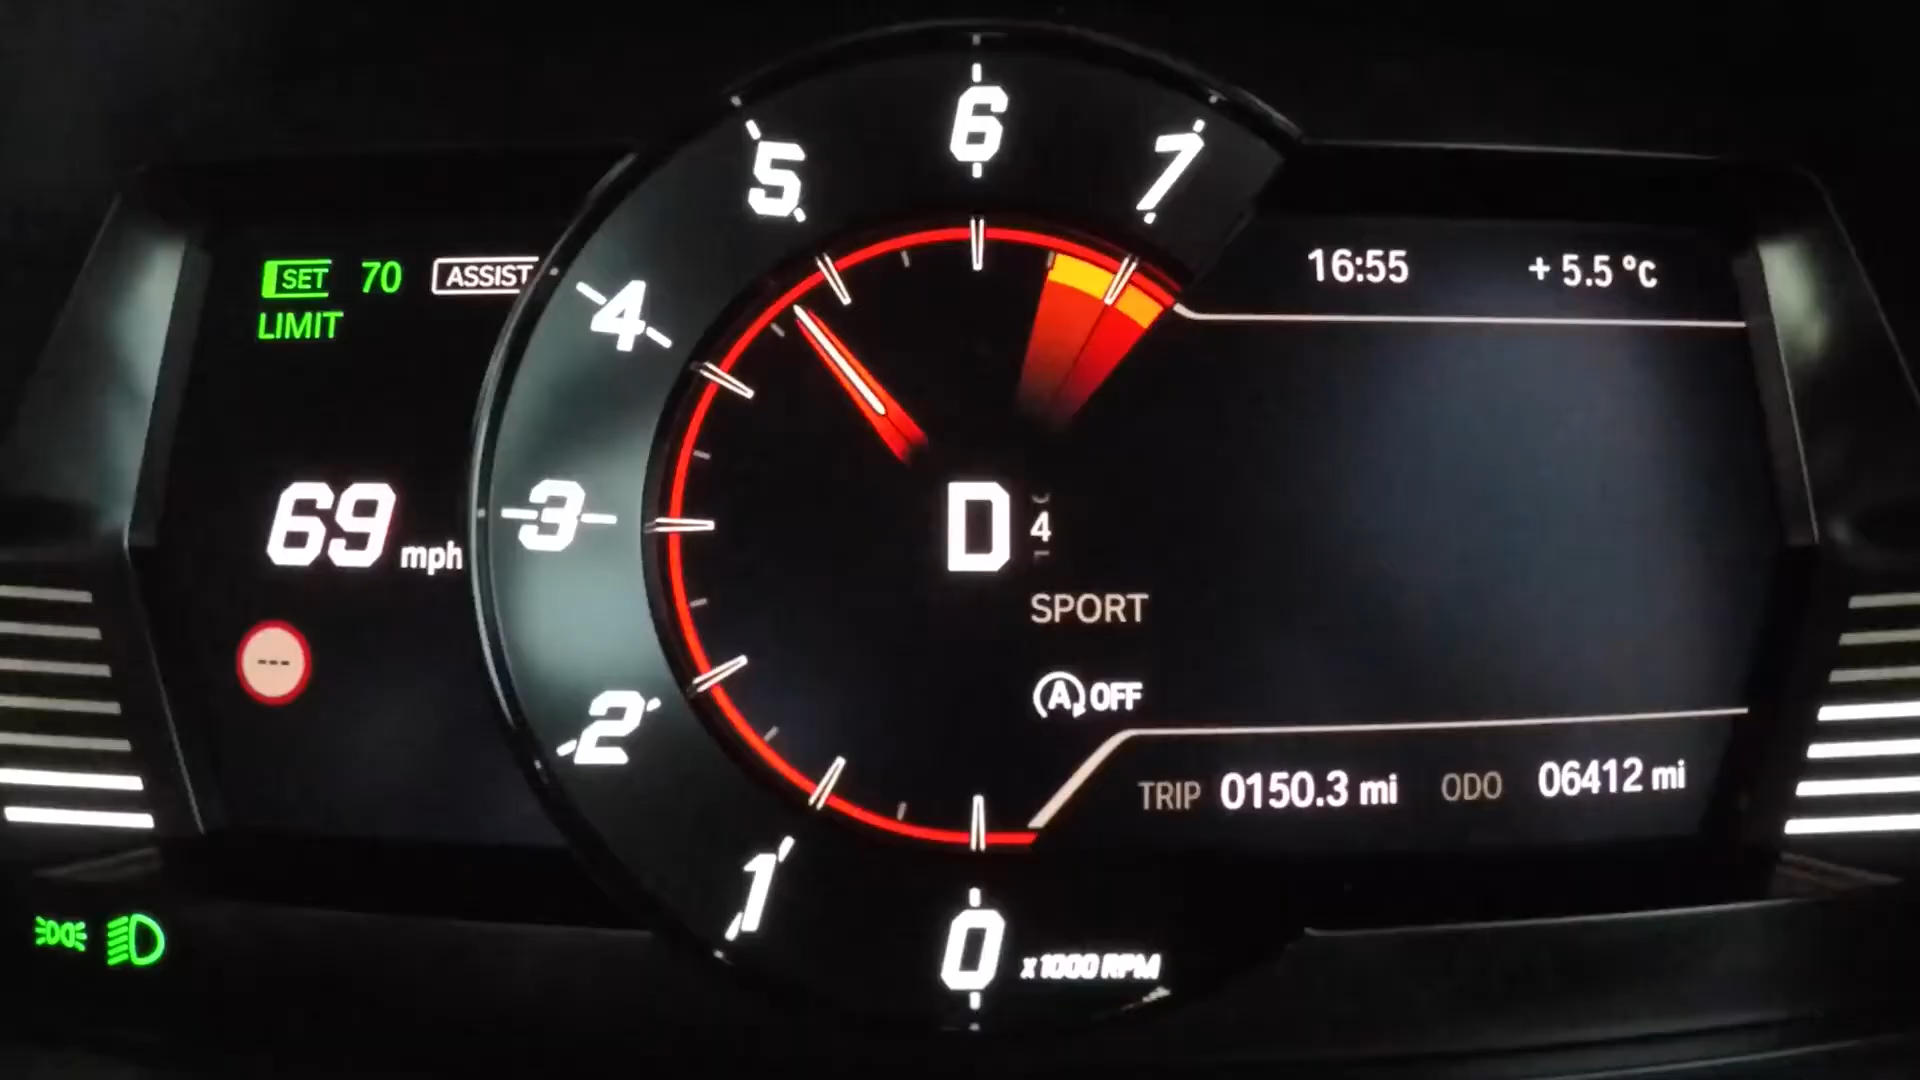 6
5
7
SET 70 ASSIST
LIMIT
16:55 + 5.5 °C
4
69 mph
3
D 4
SPORT
---
A OFF
2
TRIP 0150.3 mi ODO 06412 mi
1
0 x1000 RPM